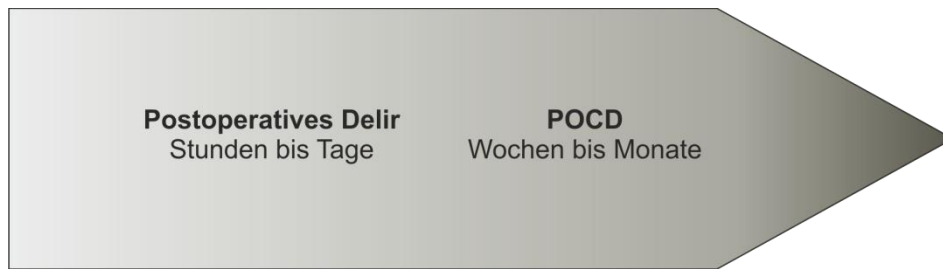 Postoperatives Delir
Stunden bis Tage
POCD
Wochen bis Monate